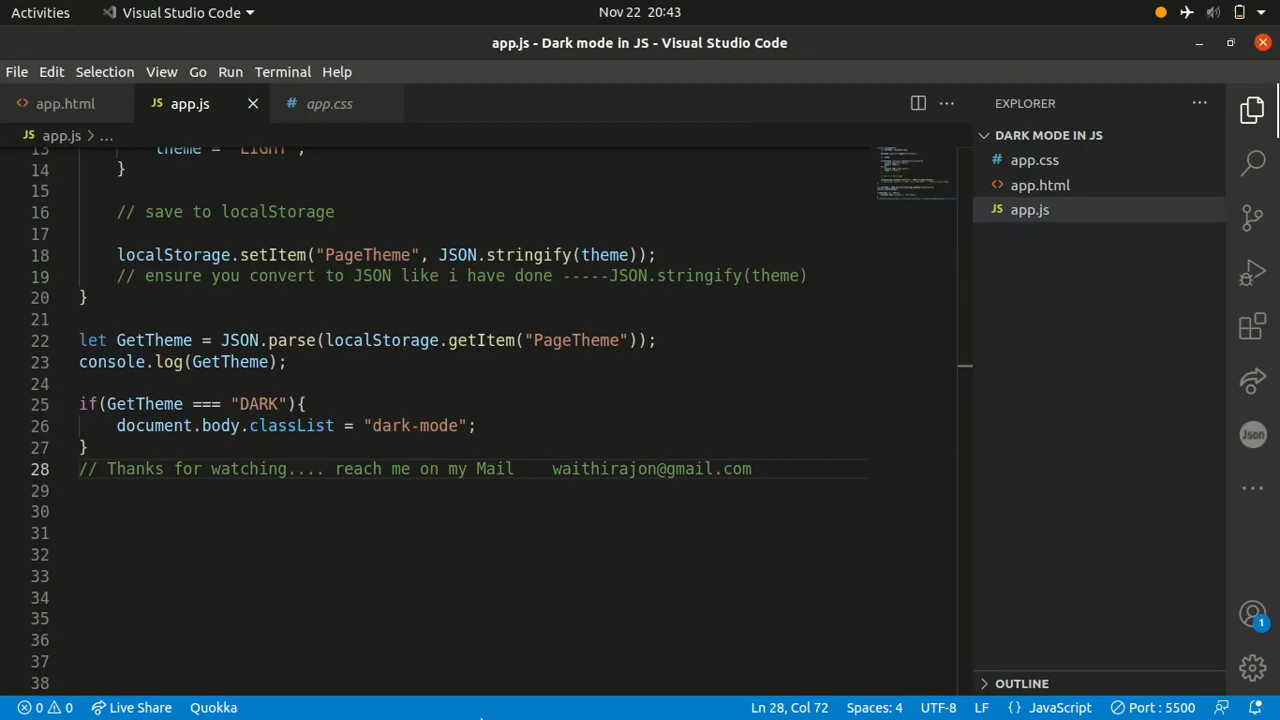 Activities
Visual Studio Code
Nov 22 20:43
app.js - Dark mode in JS - Visual Studio Code
File Edit Selection View Go Run Terminal Help
app.html
JS app.js
# app.css
JS app.js > ...
EXPLORER
DARK MODE IN JS
# app.css
app.html
JS app.js
13 theme = "LIGHT";
14 }
15
16 // save to localStorage
17
18 localStorage.setItem("PageTheme", JSON.stringify(theme));
19 // ensure you convert to JSON like i have done -----JSON.stringify(theme)
20 }
21
22 let GetTheme = JSON.parse(localStorage.getItem("PageTheme"));
23 console.log(GetTheme);
24
25 if(GetTheme === "DARK"){
26 document.body.classList = "dark-mode";
27 }
28 // Thanks for watching.... reach me on my Mail    waithirajon@gmail.com
29
30
31
32
33
34
35
36
37
38
Json
1
OUTLINE
0 0 Live Share Quokka
Ln 28, Col 72 Spaces: 4 UTF-8 LF {} JavaScript Port : 5500